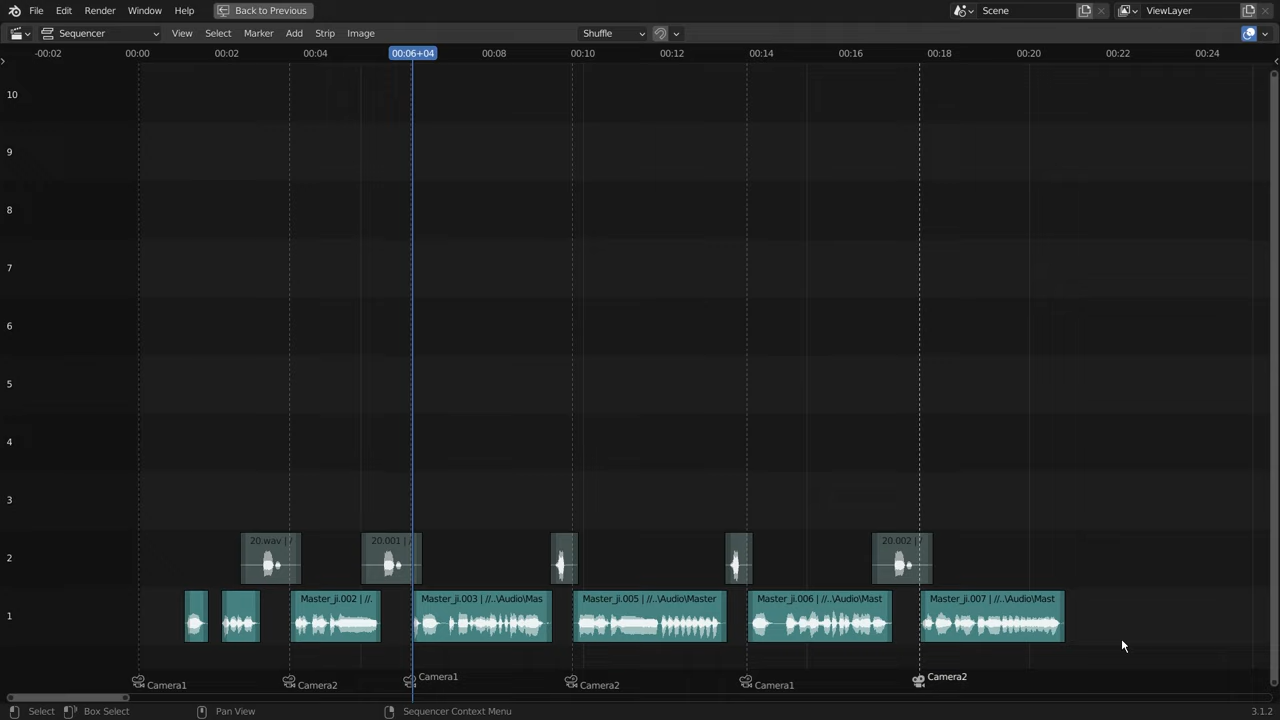 File Edit Render Window Help Back to Previous Scene ViewLayer
Sequencer View Select Marker Add Strip Image Shuffle
-00:02 00:00 00:02 00:04 00:06+04 00:08 00:10 00:12 00:14 00:16 00:18 00:20 00:22 00:24
10
9
8
7
6
5
4
3
2
20.wav | / 20.001 | / 20.002 | /
1
Master_ji.002 | //. Master_ji.003 | //..\Audio\Mas Master_ji.005 | //..\Audio\Master Master_ji.006 | //..\Audio\Mast Master_ji.007 | //..\Audio\Mast
Camera1 Camera2 Camera1 Camera2 Camera1 Camera2
Select Box Select Pan View Sequencer Context Menu 3.1.2